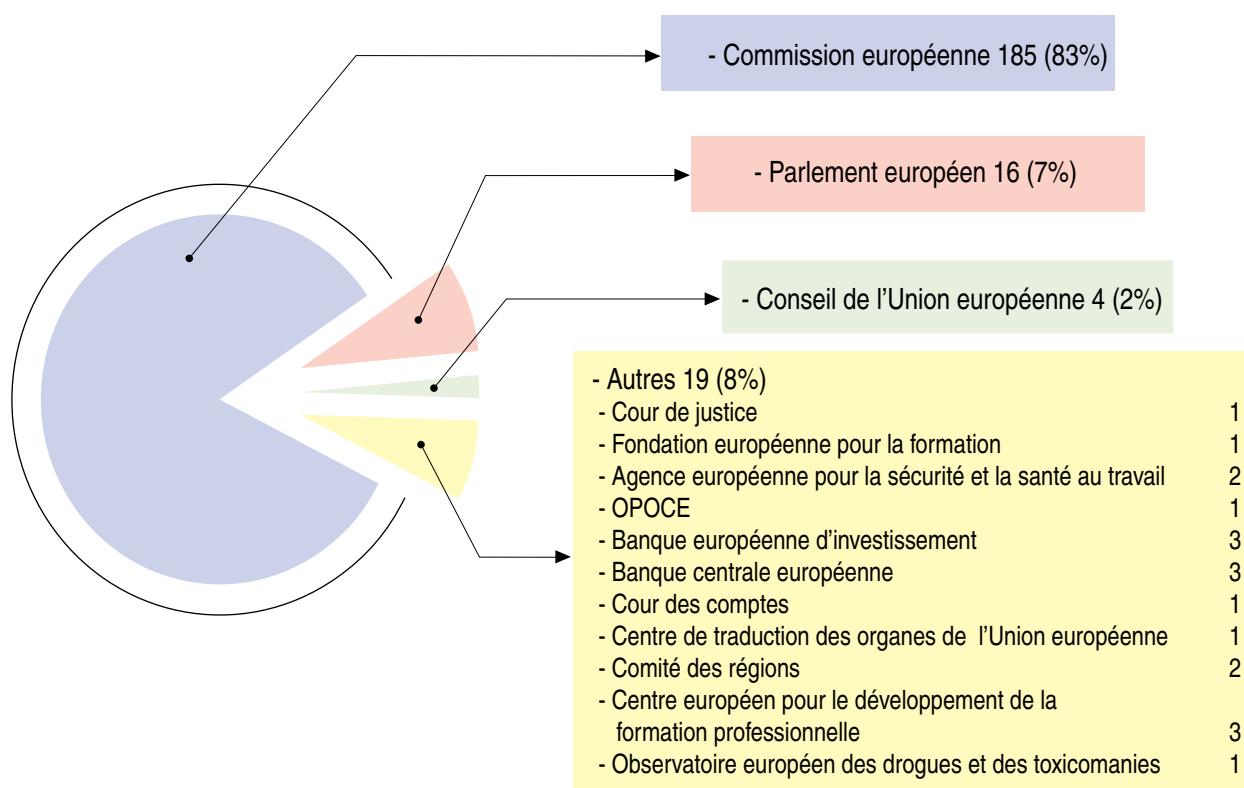 - Commission européenne 185 (83%)
- Parlement européen 16 (7%)
- Conseil de l’Union européenne 4 (2%)
- Autres 19 (8%)
- Cour de justice 1
- Fondation européenne pour la formation 1
- Agence européenne pour la sécurité et la santé au travail 2
- OPOCE 1
- Banque européenne d’investissement 3
- Banque centrale européenne 3
- Cour des comptes 1
- Centre de traduction des organes de l’Union européenne 1
- Comité des régions 2
- Centre européen pour le développement de la
formation professionnelle 3
- Observatoire européen des drogues et des toxicomanies 1